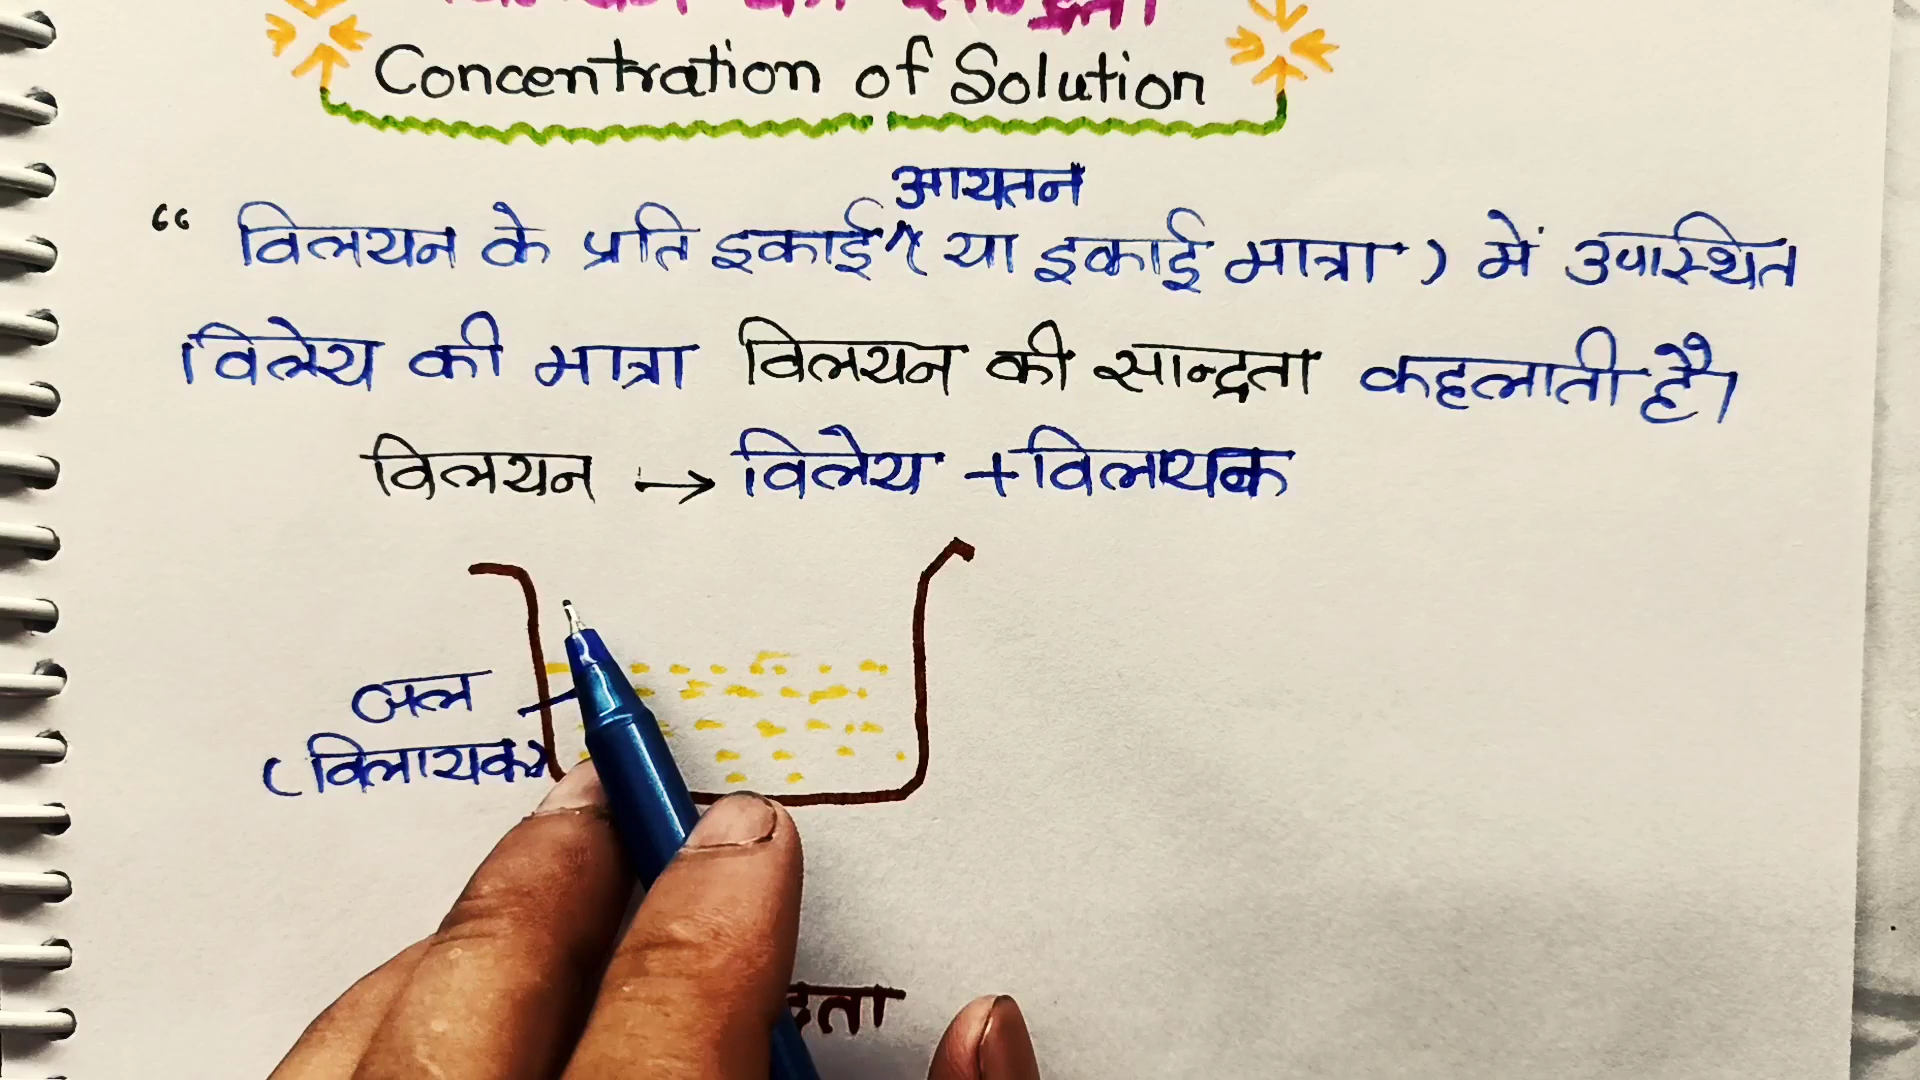 Concentration of Solution
आयतन
“ विलयन के प्रति इकाई ^ ( या इकाई मात्रा ) में उपस्थित
विलेय की मात्रा विलयन की सान्द्रता कहलाती है।
विलयन → विलेय + विलायक
जल
(विलायक)